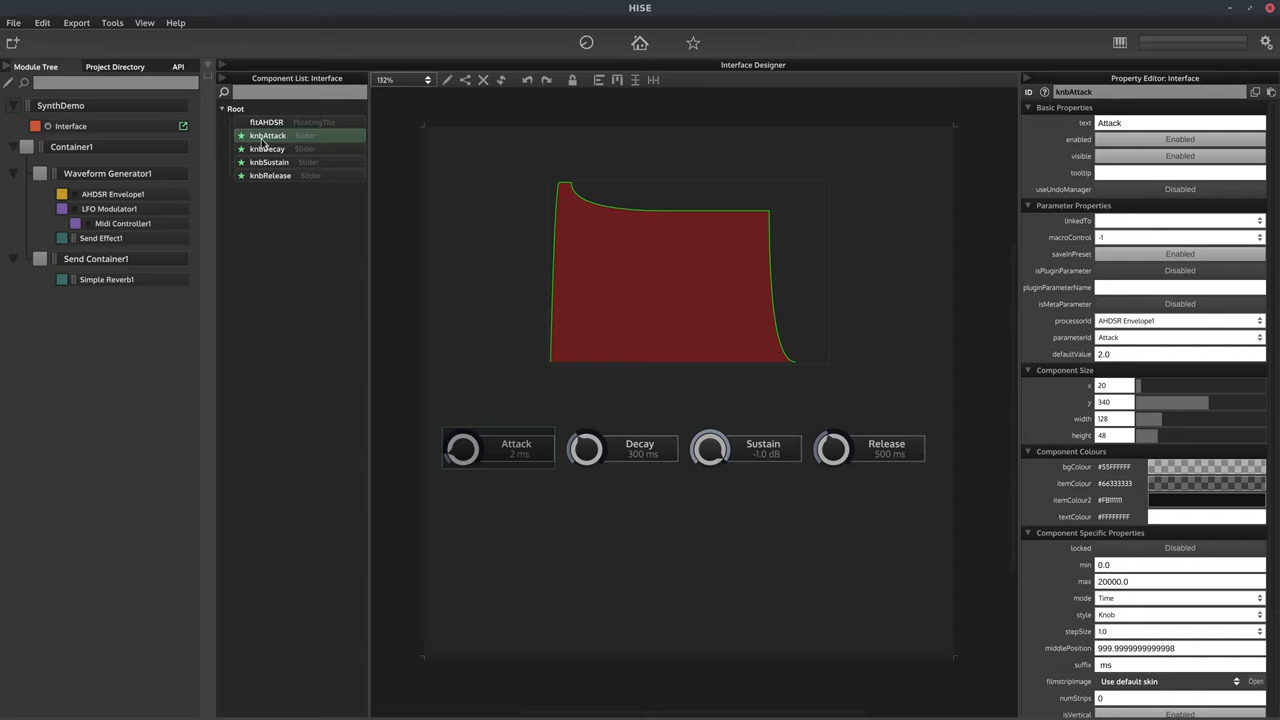 HISE
File Edit Export Tools View Help
Module Tree Project Directory API
SynthDemo
Interface
Container1
Waveform Generator1
AHDSR Envelope1
LFO Modulator1
Midi Controller1
Send Effect1
Send Container1
Simple Reverb1
Component List: Interface
Root
fltAHDSR FloatingTile
knbAttack Slider
knbDecay Slider
knbSustain Slider
knbRelease Slider
Interface Designer
132%
Attack
2 ms
Decay
300 ms
Sustain
-1.0 dB
Release
500 ms
Property Editor: Interface
ID knbAttack
Basic Properties
text Attack
enabled Enabled
visible Enabled
tooltip
useUndoManager Disabled
Parameter Properties
linkedTo
macroControl -1
saveInPreset Enabled
isPluginParameter Disabled
pluginParameterName
isMetaParameter Disabled
processorId AHDSR Envelope1
parameterId Attack
defaultValue 2.0
Component Size
x 20
y 340
width 128
height 48
Component Colours
bgColour #55FFFFFF
itemColour #66333333
itemColour2 #FB111111
textColour #FFFFFFFF
Component Specific Properties
locked Disabled
min 0.0
max 20000.0
mode Time
style Knob
stepSize 1.0
middlePosition 999.9999999999998
suffix ms
filmstripImage Use default skin Open
numStrips 0
isVertical Enabled